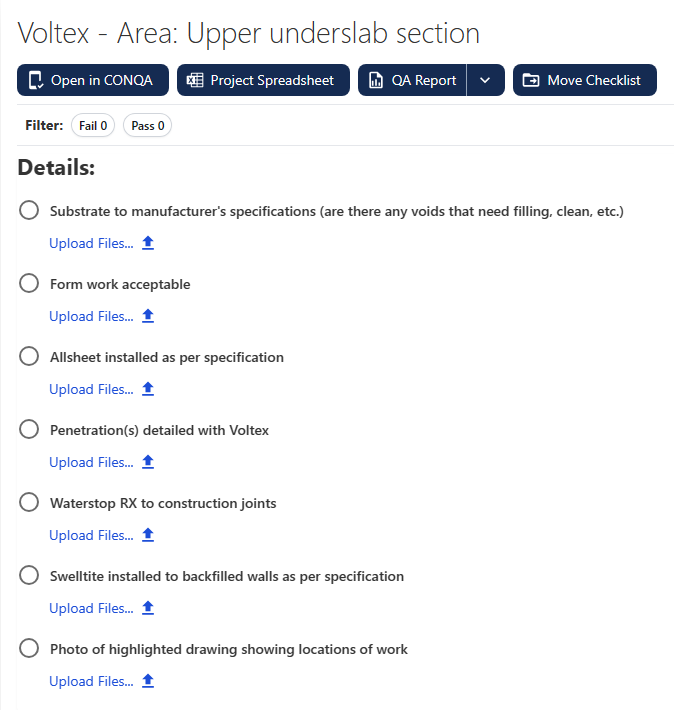 Voltex - Area: Upper underslab section
Open in CONQA Project Spreadsheet QA Report Move Checklist
Filter: Fail 0 Pass 0
Details:
Substrate to manufacturer's specifications (are there any voids that need filling, clean, etc.)
Upload Files...
Form work acceptable
Upload Files...
Allsheet installed as per specification
Upload Files...
Penetration(s) detailed with Voltex
Upload Files...
Waterstop RX to construction joints
Upload Files...
Swelltite installed to backfilled walls as per specification
Upload Files...
Photo of highlighted drawing showing locations of work
Upload Files...